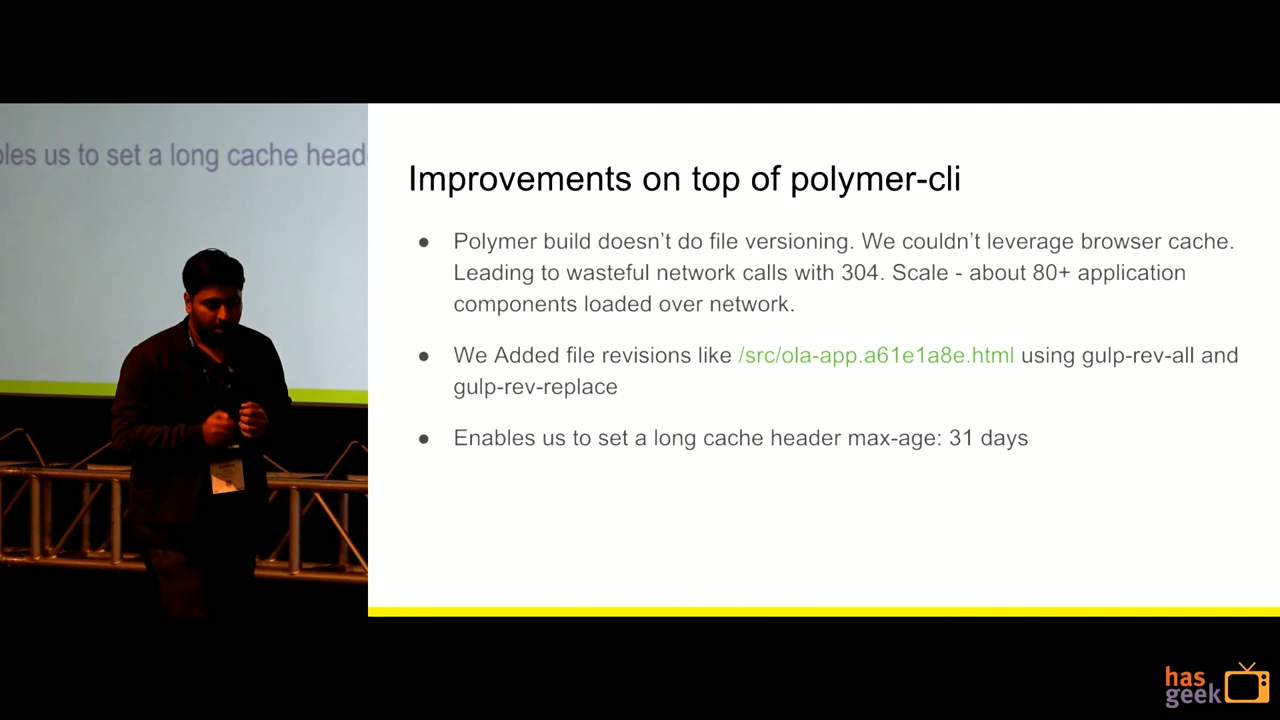 bles us to set a long cache head
Improvements on top of polymer-cli
● Polymer build doesn’t do file versioning. We couldn’t leverage browser cache.
Leading to wasteful network calls with 304. Scale - about 80+ application
components loaded over network.
● We Added file revisions like /src/ola-app.a61e1a8e.html using gulp-rev-all and
gulp-rev-replace
● Enables us to set a long cache header max-age: 31 days
has
geek